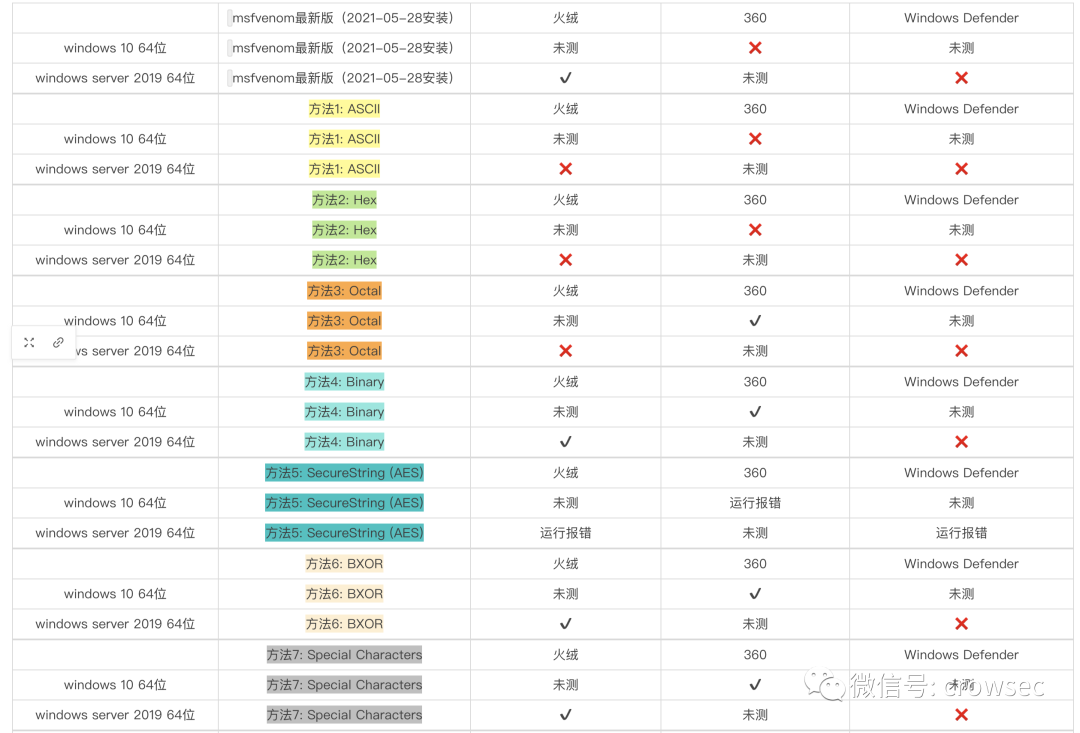 msfvenom最新版（2021-05-28安装） 火绒 360 Windows Defender
windows 10 64位 msfvenom最新版（2021-05-28安装） 未测 ❌ 未测
windows server 2019 64位 msfvenom最新版（2021-05-28安装） ✔ 未测 ❌
方法1: ASCII 火绒 360 Windows Defender
windows 10 64位 方法1: ASCII 未测 ❌ 未测
windows server 2019 64位 方法1: ASCII ❌ 未测 ❌
方法2: Hex 火绒 360 Windows Defender
windows 10 64位 方法2: Hex 未测 ❌ 未测
windows server 2019 64位 方法2: Hex ❌ 未测 ❌
方法3: Octal 火绒 360 Windows Defender
windows 10 64位 方法3: Octal 未测 ✔ 未测
ws server 2019 64位 方法3: Octal ❌ 未测 ❌
方法4: Binary 火绒 360 Windows Defender
windows 10 64位 方法4: Binary 未测 ✔ 未测
windows server 2019 64位 方法4: Binary ✔ 未测 ❌
方法5: SecureString (AES) 火绒 360 Windows Defender
windows 10 64位 方法5: SecureString (AES) 未测 运行报错 未测
windows server 2019 64位 方法5: SecureString (AES) 运行报错 未测 运行报错
方法6: BXOR 火绒 360 Windows Defender
windows 10 64位 方法6: BXOR 未测 ✔ 未测
windows server 2019 64位 方法6: BXOR ✔ 未测 ❌
方法7: Special Characters 火绒 360 Windows Defender
windows 10 64位 方法7: Special Characters 未测 ✔ 未测
微信号: crowsec
windows server 2019 64位 方法7: Special Characters ✔ 未测 ❌